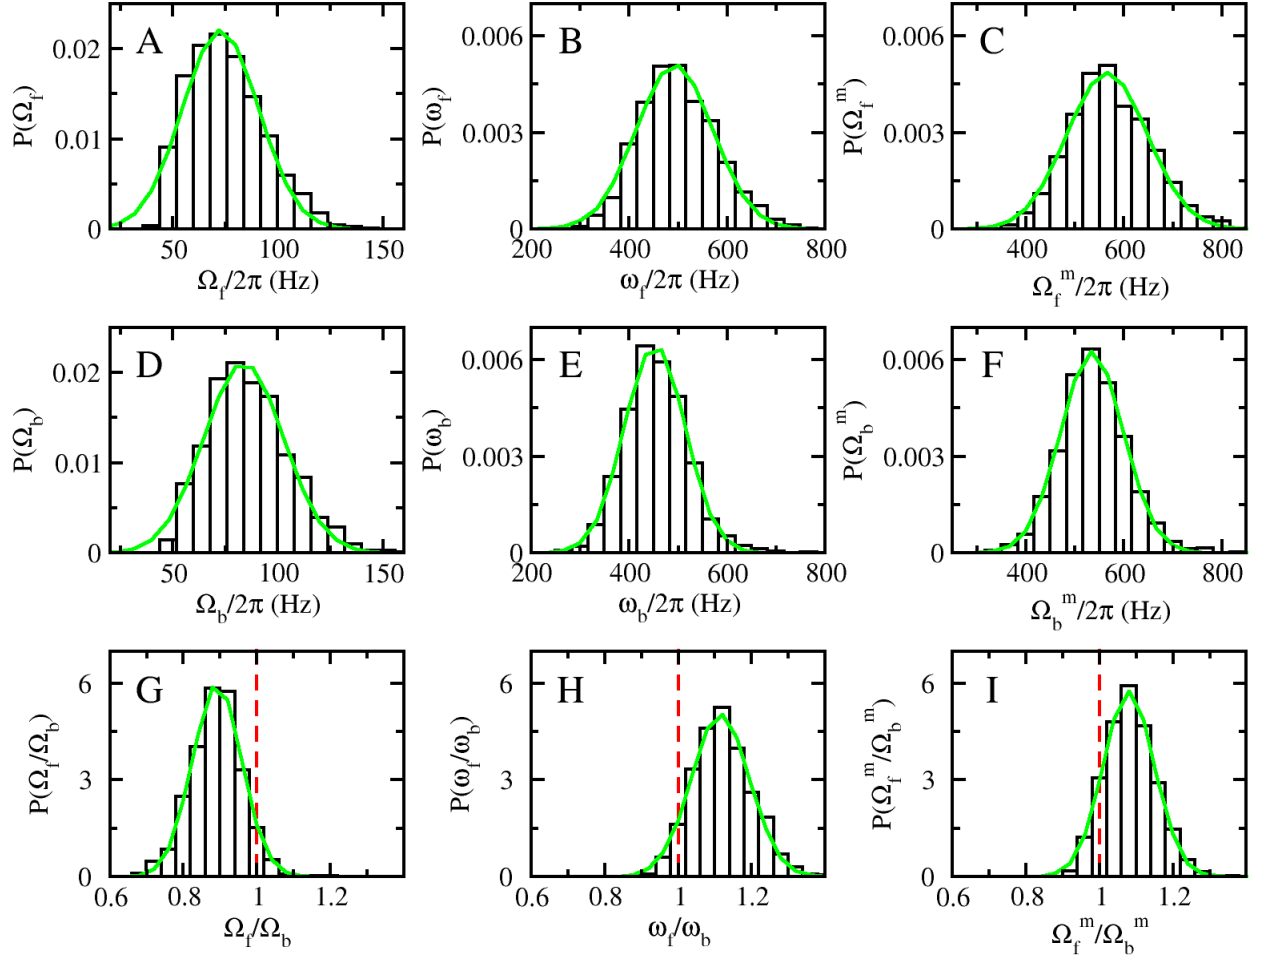 A
P(Ω_f)
0.02
0.01
0
50 100 150
Ω_f/2π (Hz)
B
P(ω_f)
0.006
0.003
0
200 400 600 800
ω_f/2π (Hz)
C
P(Ω_f^m)
0.006
0.003
0
400 600 800
Ω_f^m/2π (Hz)
D
P(Ω_b)
0.02
0.01
0
50 100 150
Ω_b/2π (Hz)
E
P(ω_b)
0.006
0.003
0
200 400 600 800
ω_b/2π (Hz)
F
P(Ω_b^m)
0.006
0.003
0
400 600 800
Ω_b^m/2π (Hz)
G
P(Ω_f/Ω_b)
6
3
0
0.6 0.8 1 1.2
Ω_f/Ω_b
H
P(ω_f/ω_b)
6
3
0
0.6 0.8 1 1.2
ω_f/ω_b
I
P(Ω_f^m/Ω_b^m)
6
3
0
0.6 0.8 1 1.2
Ω_f^m/Ω_b^m